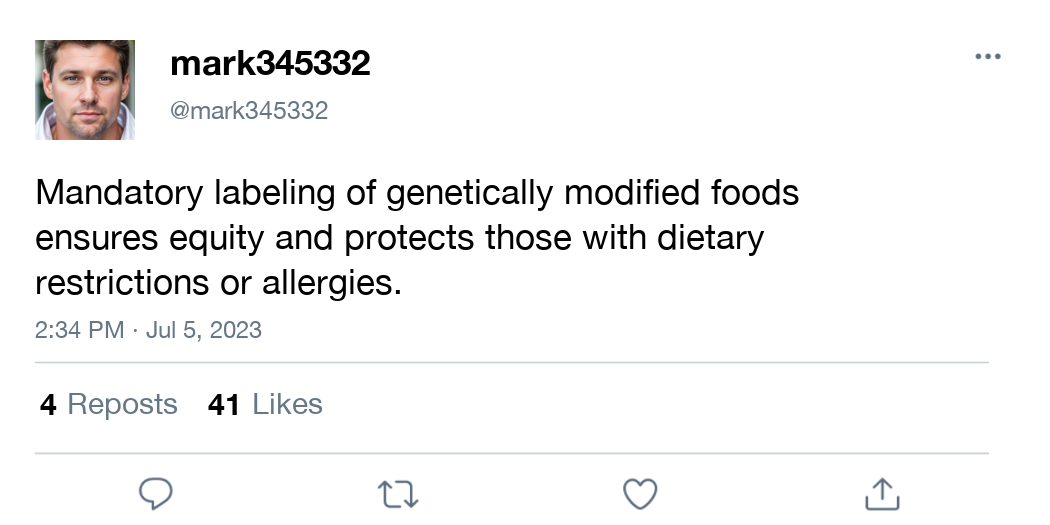 mark345332
@mark345332
Mandatory labeling of genetically modified foods
ensures equity and protects those with dietary
restrictions or allergies.
2:34 PM · Jul 5, 2023
4 Reposts 41 Likes